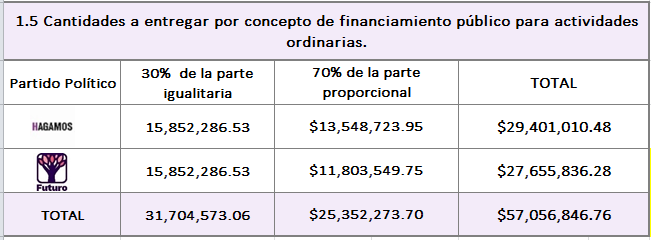 1.5 Cantidades a entregar por concepto de financiamiento público para actividades
ordinarias.
Partido Político
30% de la parte
igualitaria
70% de la parte
proporcional
TOTAL
HAGAMOS
15,852,286.53
$13,548,723.95
$29,401,010.48
Futuro
15,852,286.53
$11,803,549.75
$27,655,836.28
TOTAL
31,704,573.06
$25,352,273.70
$57,056,846.76